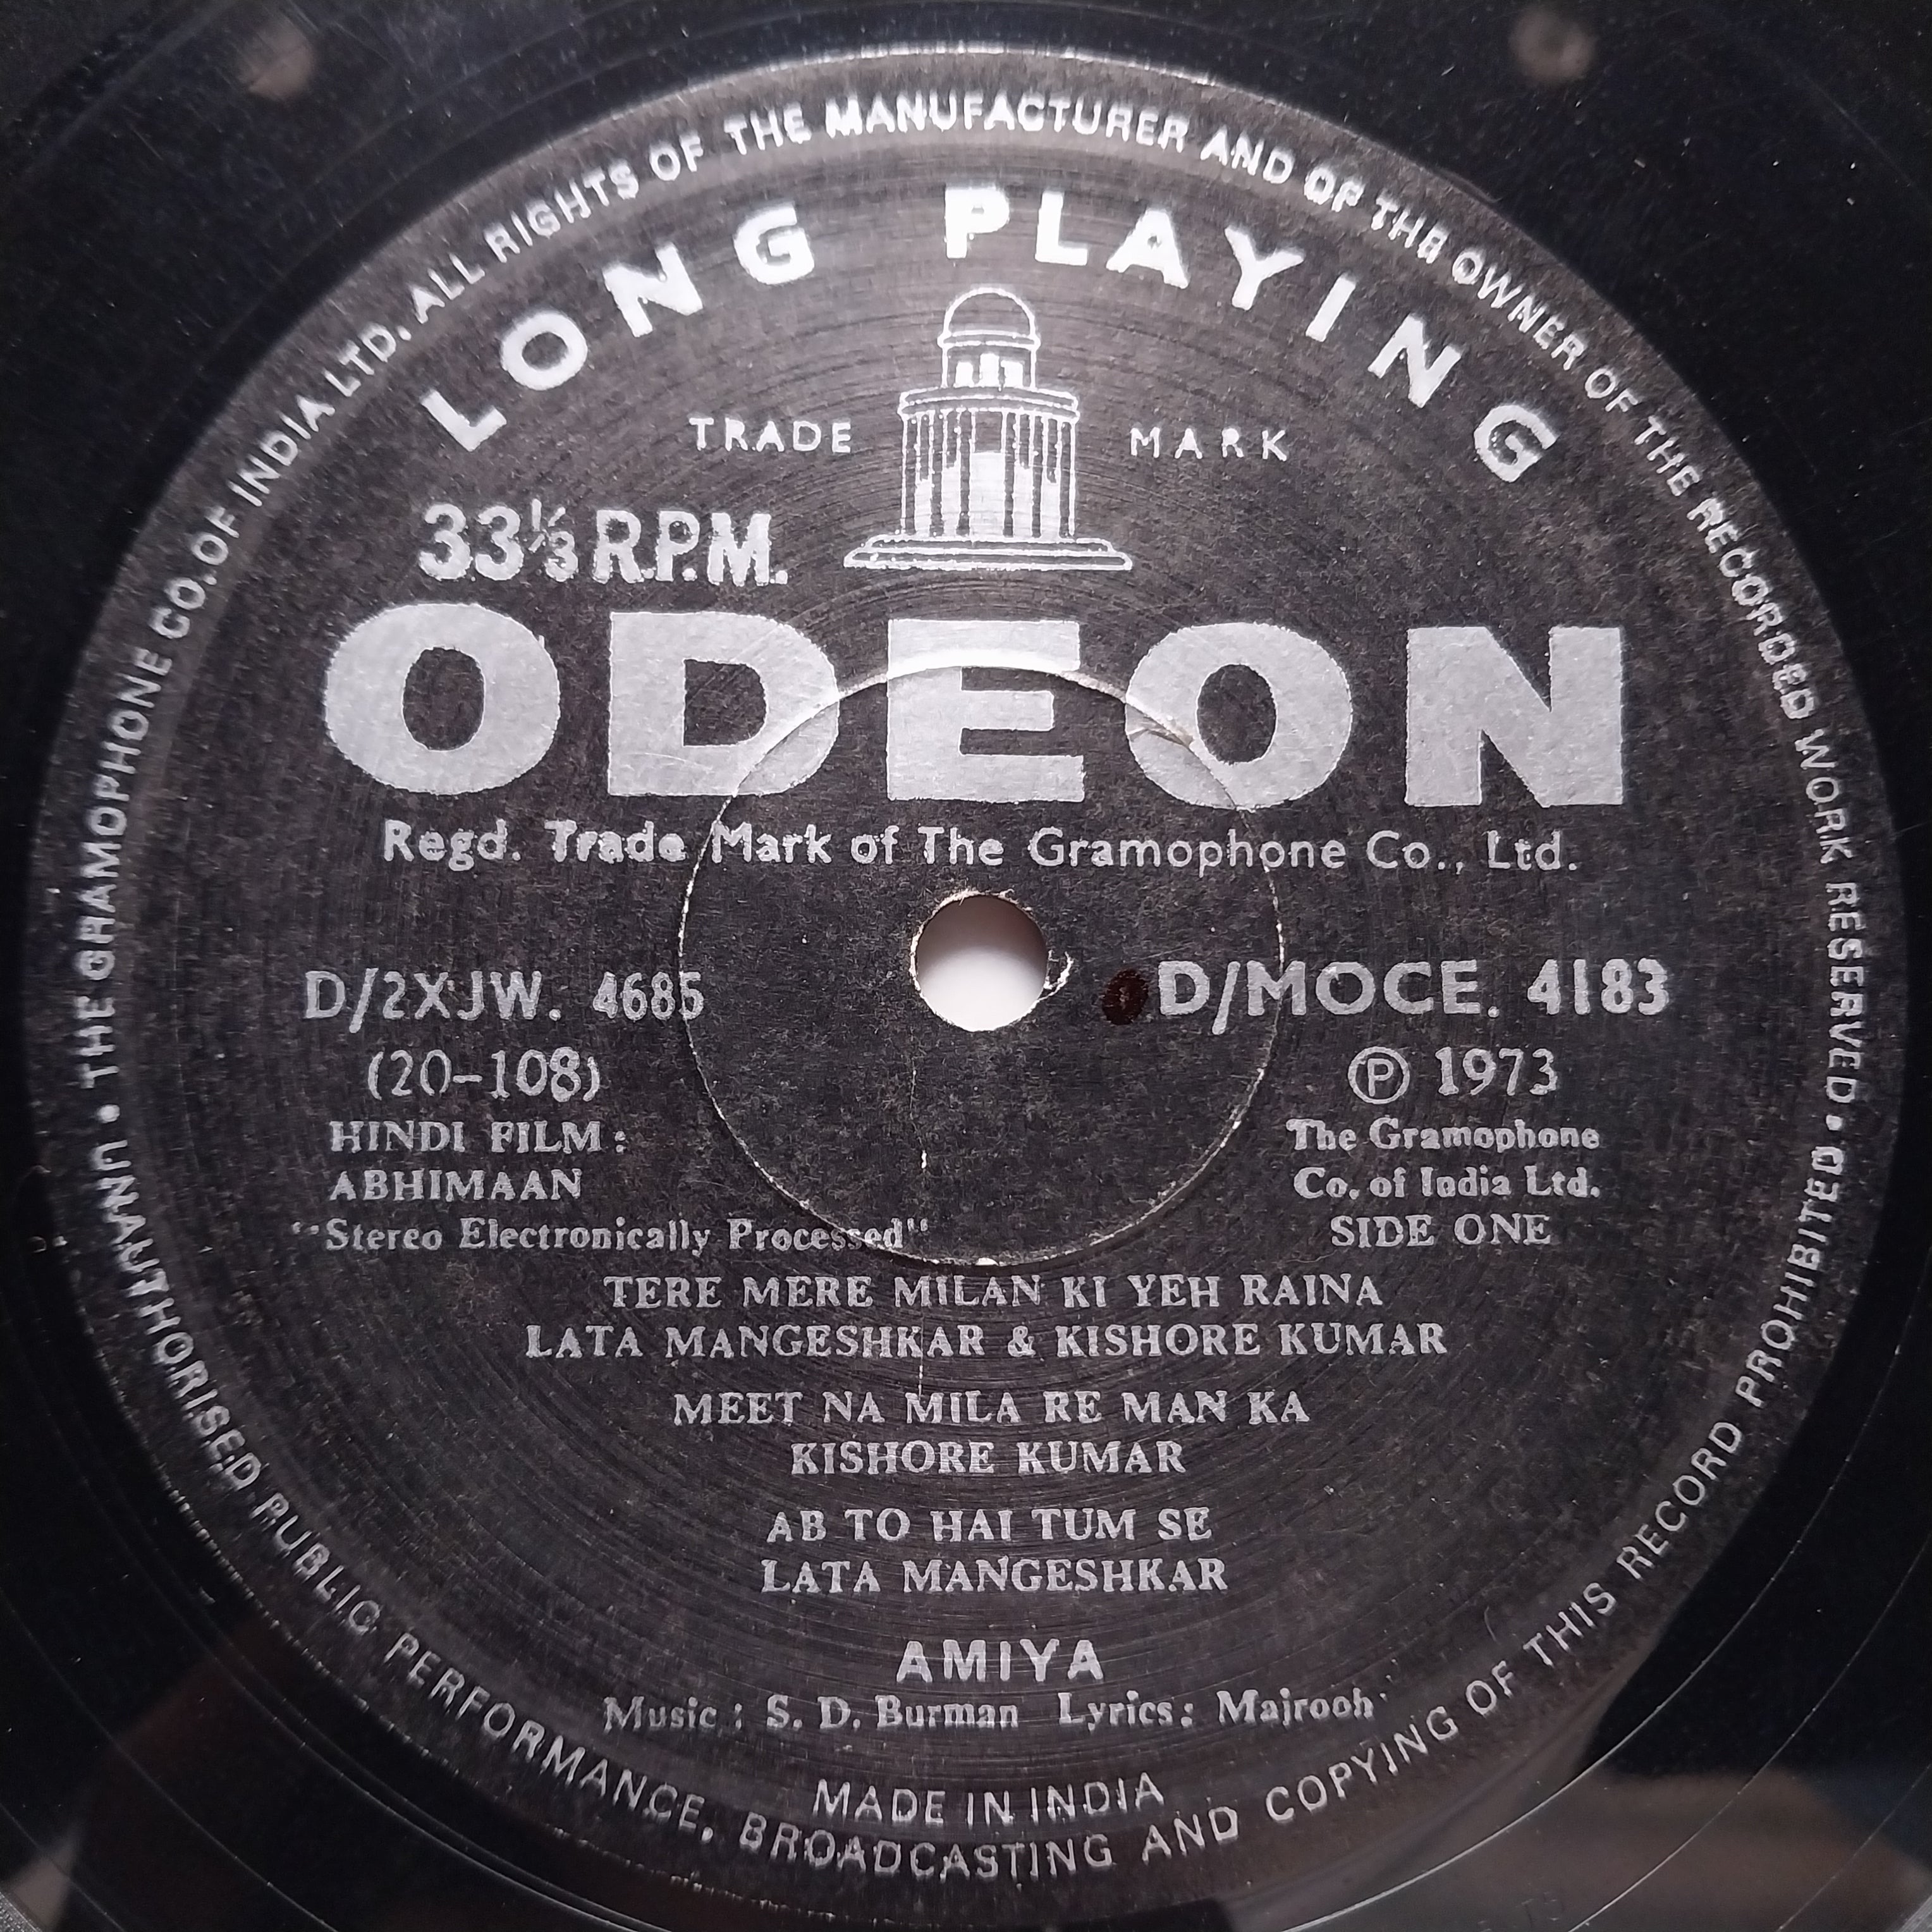 THE GRAMOPHONE CO. OF INDIA LTD. ALL RIGHTS OF THE MANUFACTURER AND OF THE OWNER OF THE RECORDED WORK RESERVED •
UNAUTHORISED PUBLIC PERFORMANCE, BROADCASTING AND COPYING OF THIS RECORD PROHIBITED •
LONG PLAYING
TRADE MARK
33⅓ R.P.M.
ODEON
Regd. Trade Mark of The Gramophone Co., Ltd.
D/2XJW. 4685
(20-108)
HINDI FILM:
ABHIMAAN
"Stereo Electronically Processed"
D/MOCE. 4183
Ⓟ 1973
The Gramophone
Co. of India Ltd.
SIDE ONE
TERE MERE MILAN KI YEH RAINA
LATA MANGESHKAR & KISHORE KUMAR
MEET NA MILA RE MAN KA
KISHORE KUMAR
AB TO HAI TUM SE
LATA MANGESHKAR
AMIYA
Music: S. D. Burman Lyrics: Majrooh
MADE IN INDIA